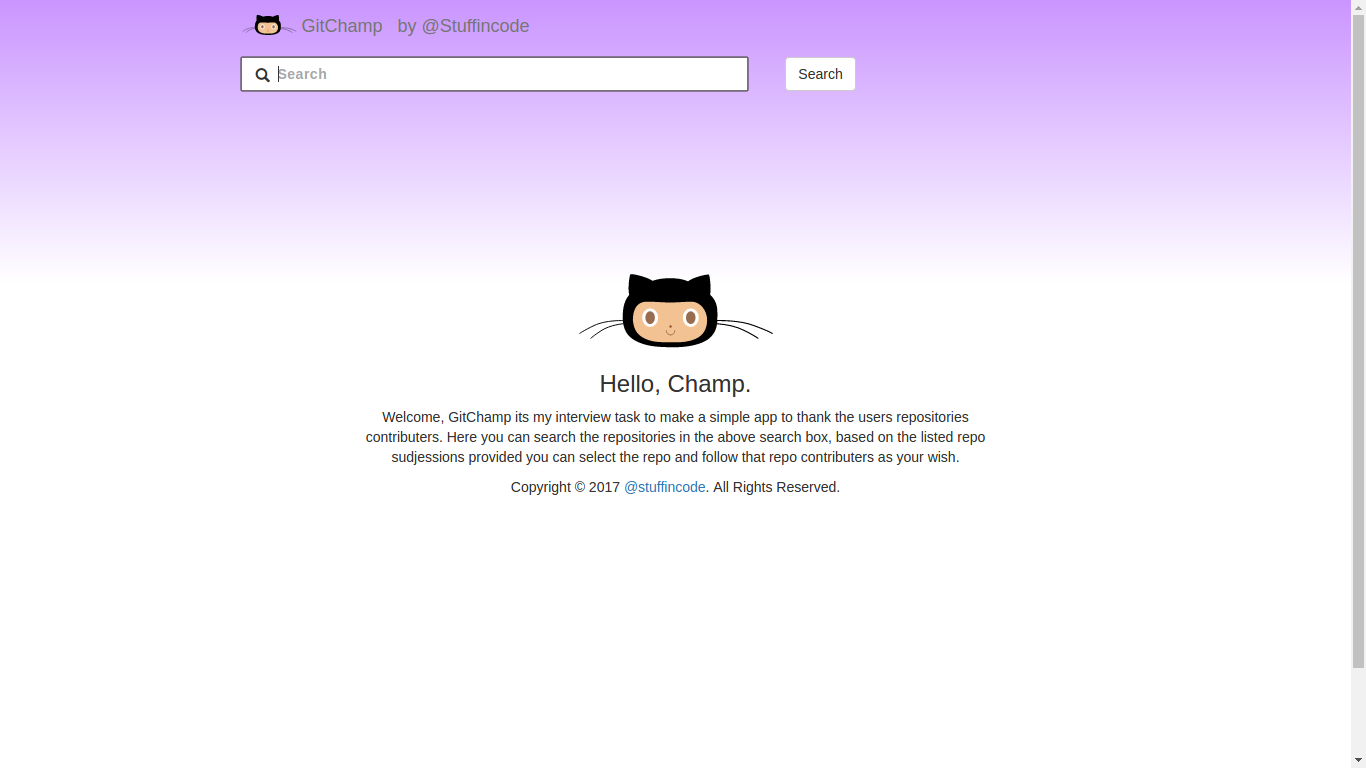 GitChamp by @Stuffincode
Search Search
Hello, Champ.
Welcome, GitChamp its my interview task to make a simple app to thank the users repositories
contributers. Here you can search the repositories in the above search box, based on the listed repo
sudjessions provided you can select the repo and follow that repo contributers as your wish.
Copyright © 2017 @stuffincode. All Rights Reserved.